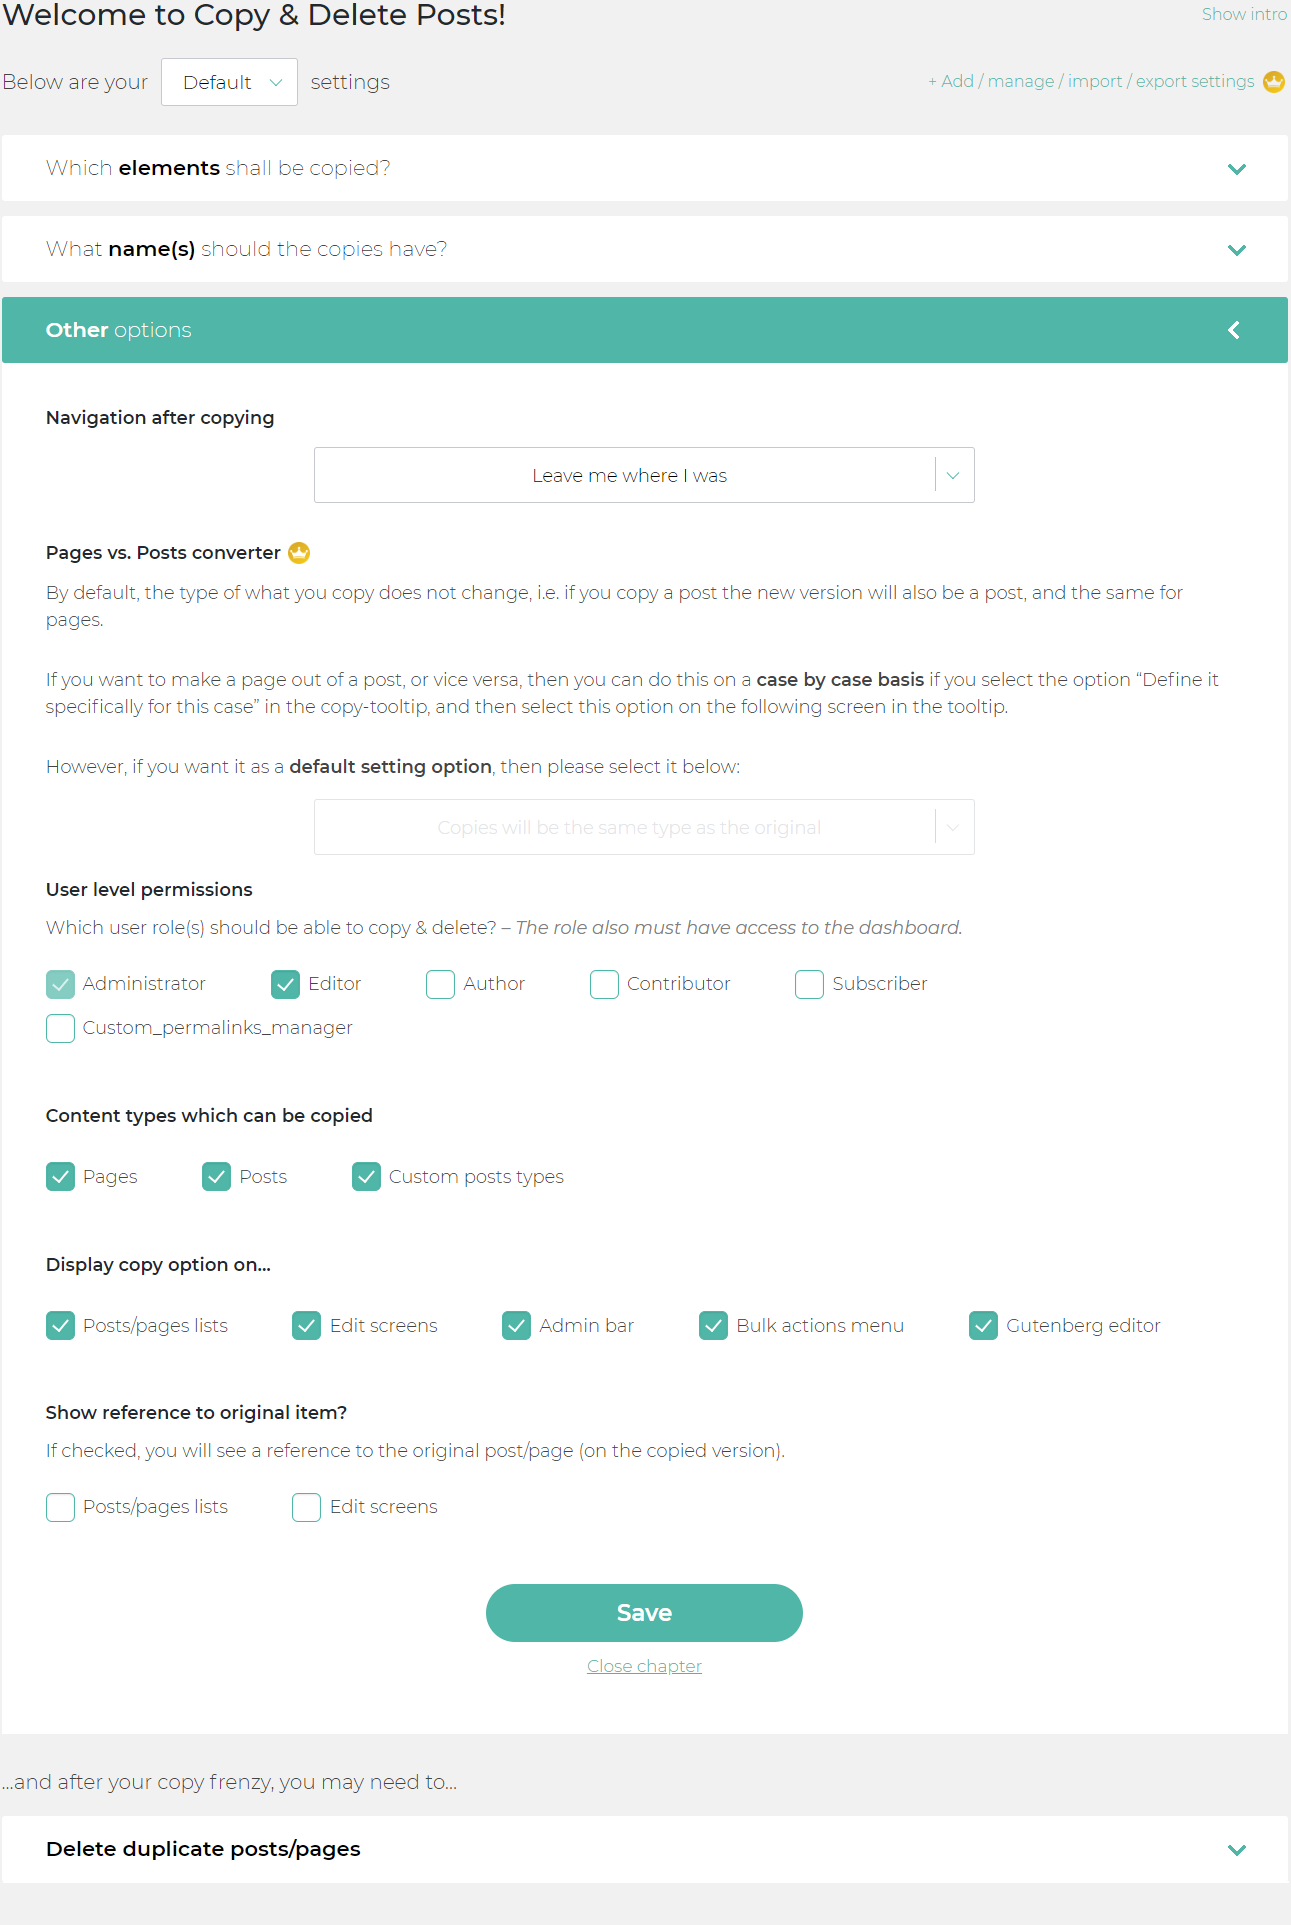 Welcome to Copy & Delete Posts!
Show intro
Below are your Default settings
+ Add / manage / import / export settings
Which elements shall be copied?
What name(s) should the copies have?
Other options
Navigation after copying
Leave me where I was
Pages vs. Posts converter
By default, the type of what you copy does not change, i.e. if you copy a post the new version will also be a post, and the same for
pages.
If you want to make a page out of a post, or vice versa, then you can do this on a case by case basis if you select the option “Define it
specifically for this case” in the copy-tooltip, and then select this option on the following screen in the tooltip.
However, if you want it as a default setting option, then please select it below:
Copies will be the same type as the original
User level permissions
Which user role(s) should be able to copy & delete? – The role also must have access to the dashboard.
Administrator Editor Author Contributor Subscriber
Custom_permalinks_manager
Content types which can be copied
Pages Posts Custom posts types
Display copy option on...
Posts/pages lists Edit screens Admin bar Bulk actions menu Gutenberg editor
Show reference to original item?
If checked, you will see a reference to the original post/page (on the copied version).
Posts/pages lists Edit screens
Save
Close chapter
...and after your copy frenzy, you may need to...
Delete duplicate posts/pages